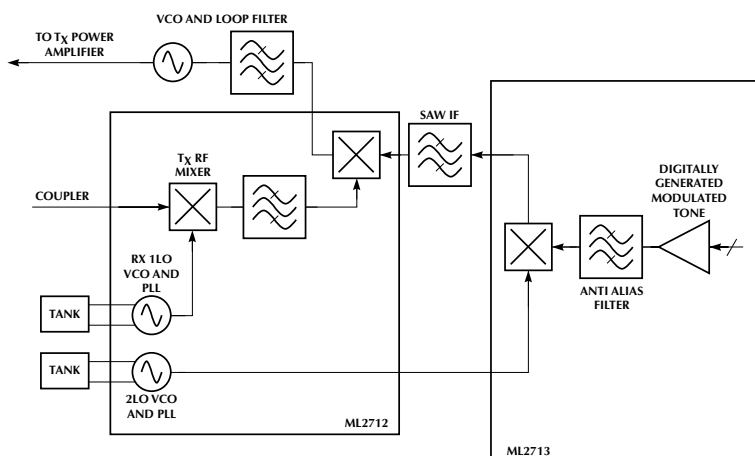 VCO AND LOOP FILTER
TO TX POWER
AMPLIFIER
SAW IF
TX RF
MIXER
DIGITALLY
GENERATED
MODULATED
TONE
COUPLER
RX 1LO
VCO AND
PLL
ANTI ALIAS
FILTER
TANK
TANK
2LO VCO
AND PLL
ML2712
ML2713